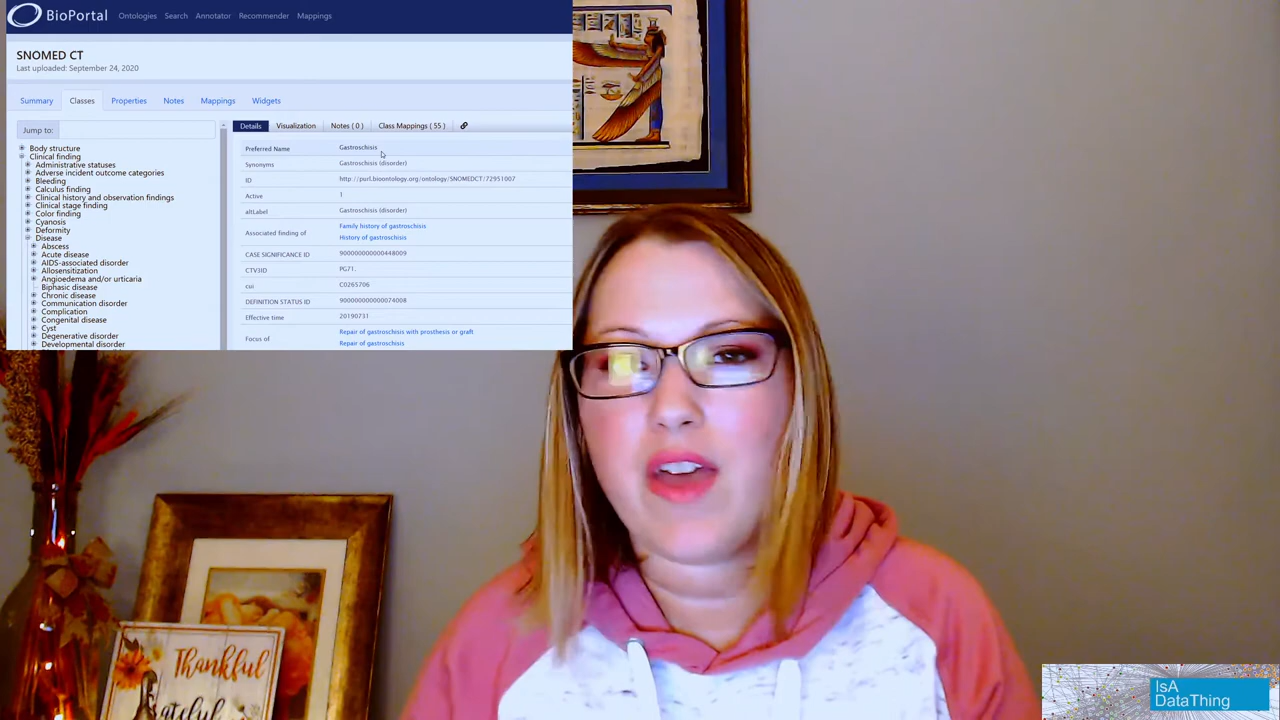 BioPortal Ontologies Search Annotator Recommender Mappings
SNOMED CT
Last uploaded: September 24, 2020
Summary Classes Properties Notes Mappings Widgets
Jump to:
Body structure
Clinical finding
Administrative statuses
Adverse incident outcome categories
Bleeding
Calculus finding
Clinical history and observation findings
Clinical stage finding
Color finding
Cyanosis
Deformity
Disease
Abscess
Acute disease
AIDS-associated disorder
Allosensitization
Angioedema and/or urticaria
Biphasic disease
Chronic disease
Communication disorder
Complication
Congenital disease
Cyst
Degenerative disorder
Developmental disorder
Details Visualization Notes ( 0 ) Class Mappings ( 55 )
Preferred Name Gastroschisis
Synonyms Gastroschisis (disorder)
ID http://purl.bioontology.org/ontology/SNOMEDCT/72951007
Active 1
altLabel Gastroschisis (disorder)
Associated finding of Family history of gastroschisis
History of gastroschisis
CASE SIGNIFICANCE ID 900000000000448009
CTV3ID PG71.
cui C0265706
DEFINITION STATUS ID 900000000000074008
Effective time 20190731
Focus of Repair of gastroschisis with prosthesis or graft
Repair of gastroschisis
Thankful
IsA
DataThing